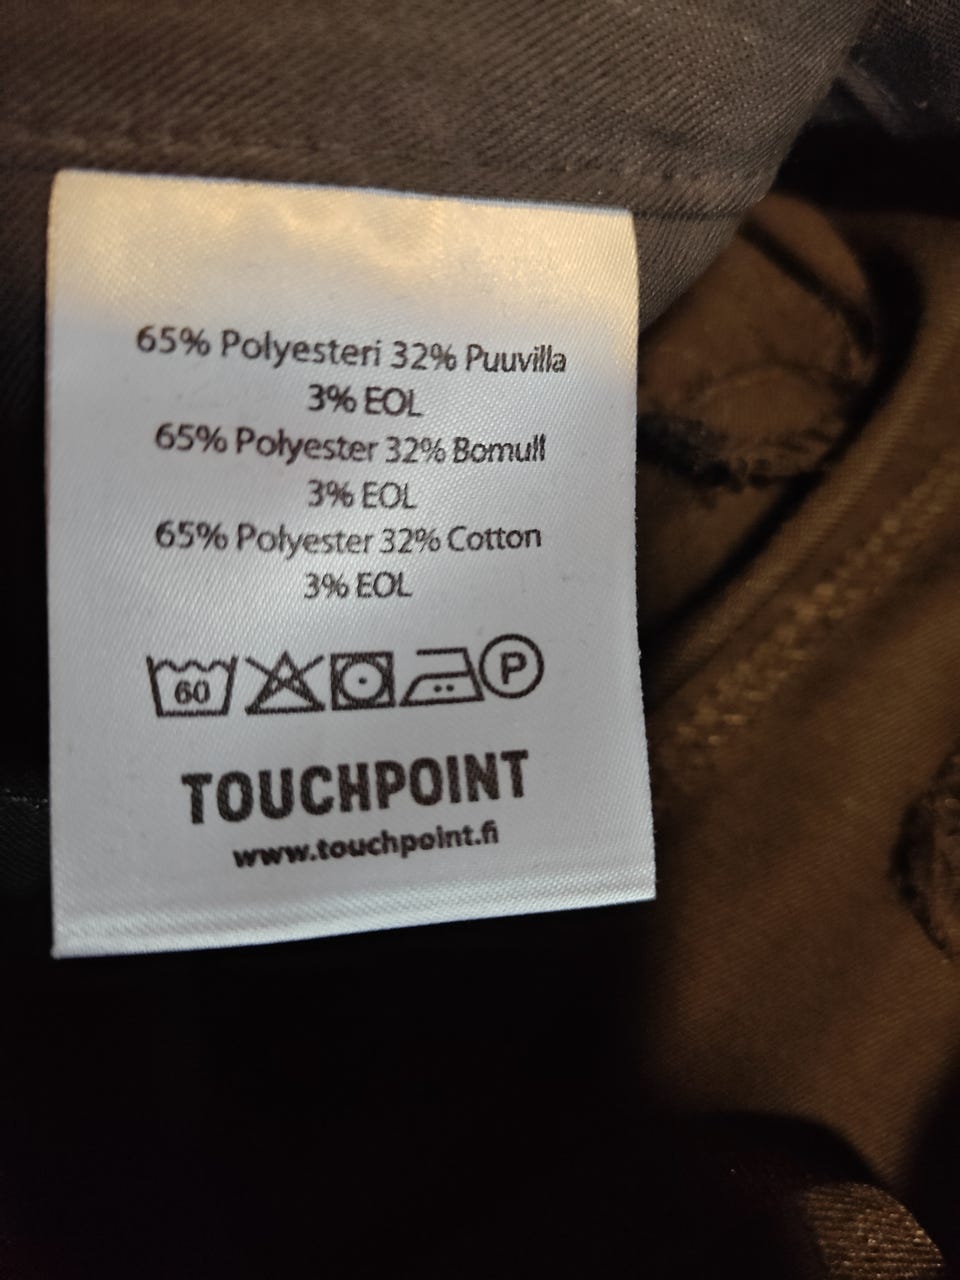 65% Polyesteri 32% Puuvilla
3% EOL
65% Polyester 32% Bomull
3% EOL
65% Polyester 32% Cotton
3% EOL
60 P
TOUCHPOINT
www.touchpoint.fi